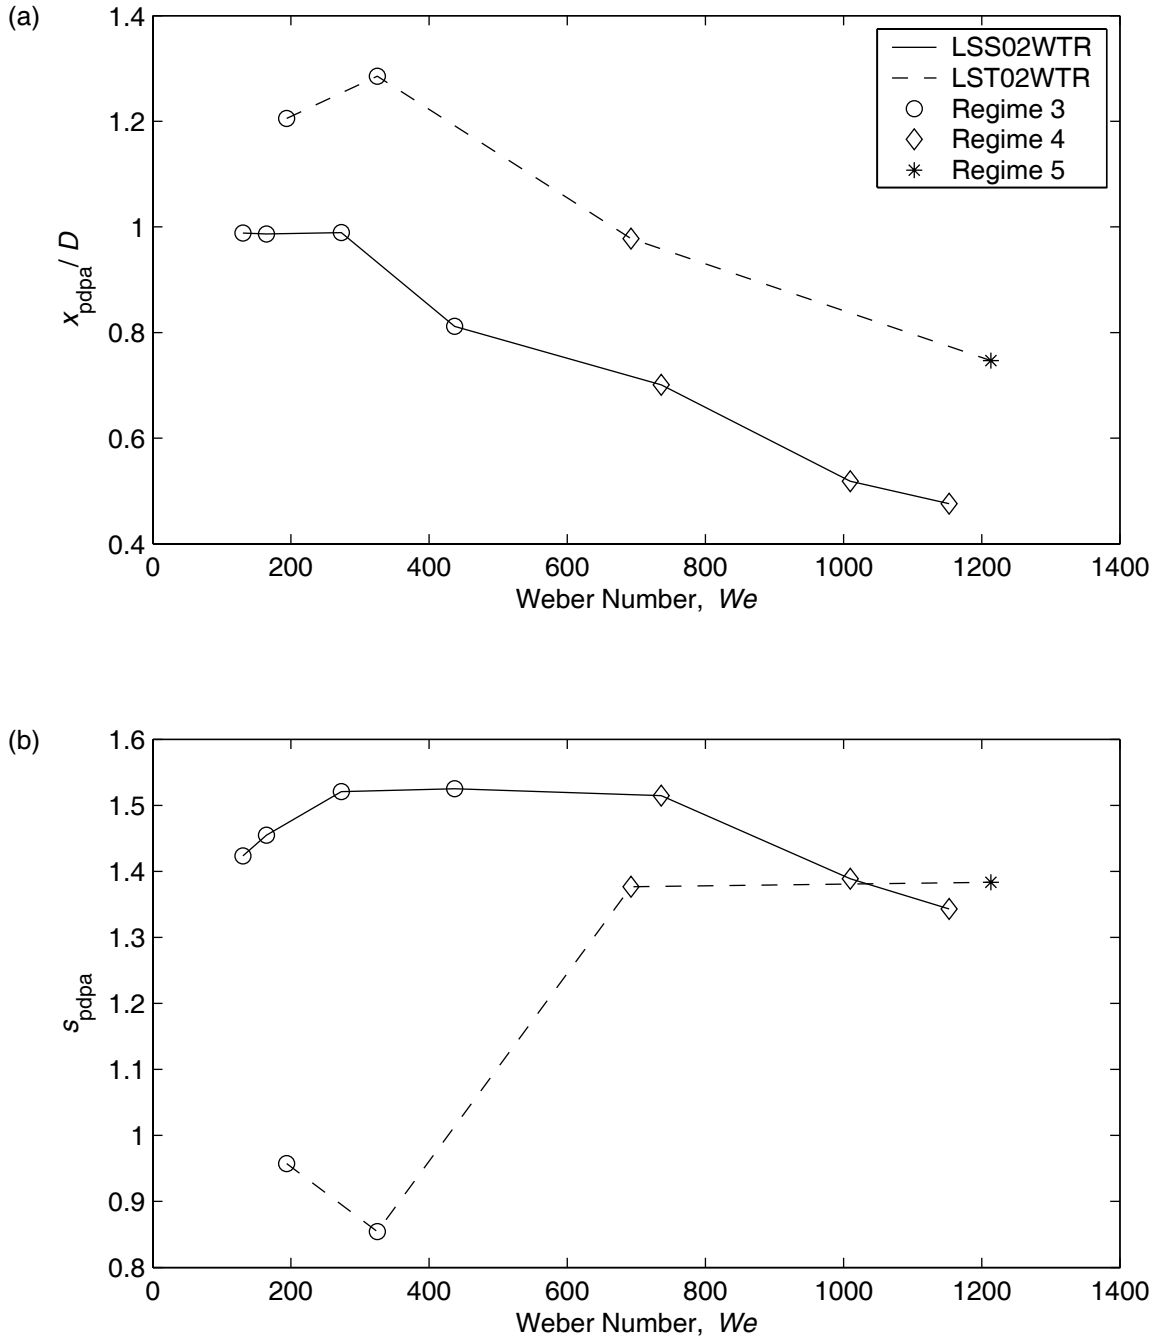 (a)
1.4
1.2
1
0.8
0.6
0.4
x_pdpa / D
0 200 400 600 800 1000 1200 1400
Weber Number, We
LSS02WTR
LST02WTR
Regime 3
Regime 4
Regime 5
(b)
1.6
1.5
1.4
1.3
1.2
1.1
1
0.9
0.8
s_pdpa
0 200 400 600 800 1000 1200 1400
Weber Number, We